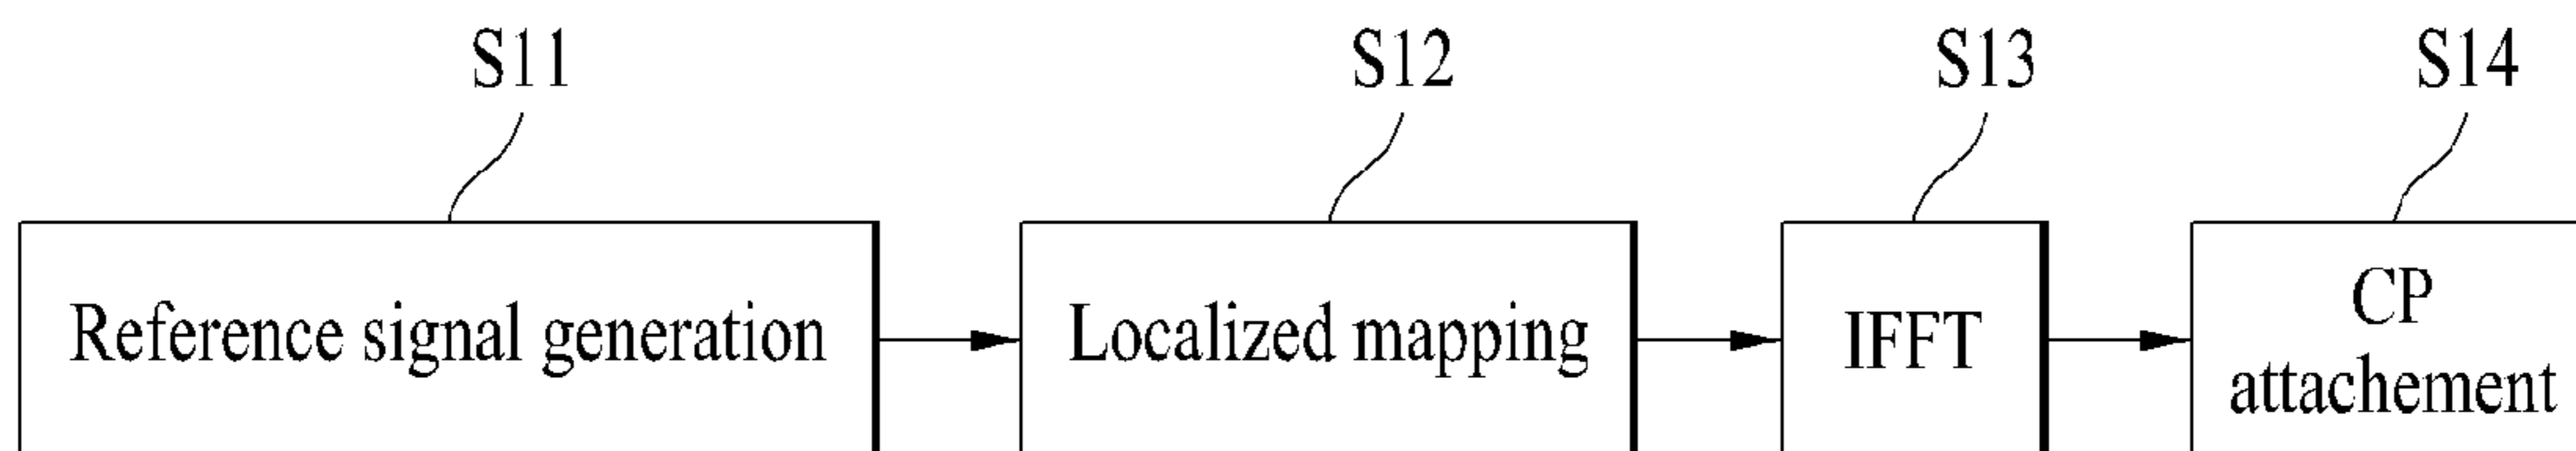 S11
S12
S13
S14
Reference signal generation
Localized mapping
IFFT
CP
attachement